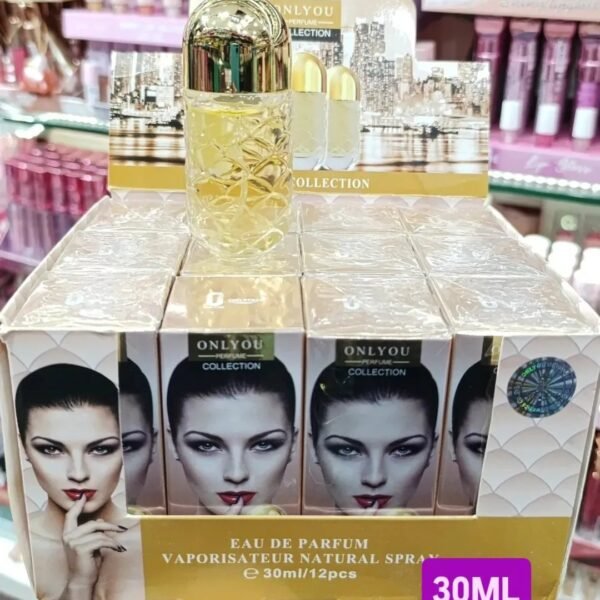 ONLYOU
PERFUME
COLLECTION
COLLECTION
ONLYOU
PERFUME
COLLECTION
ONLYOU
PERFUME
COLLECTION
EAU DE PARFUM
VAPORISATEUR NATURAL SPRAY
℮ 30ml/12pcs
30ML